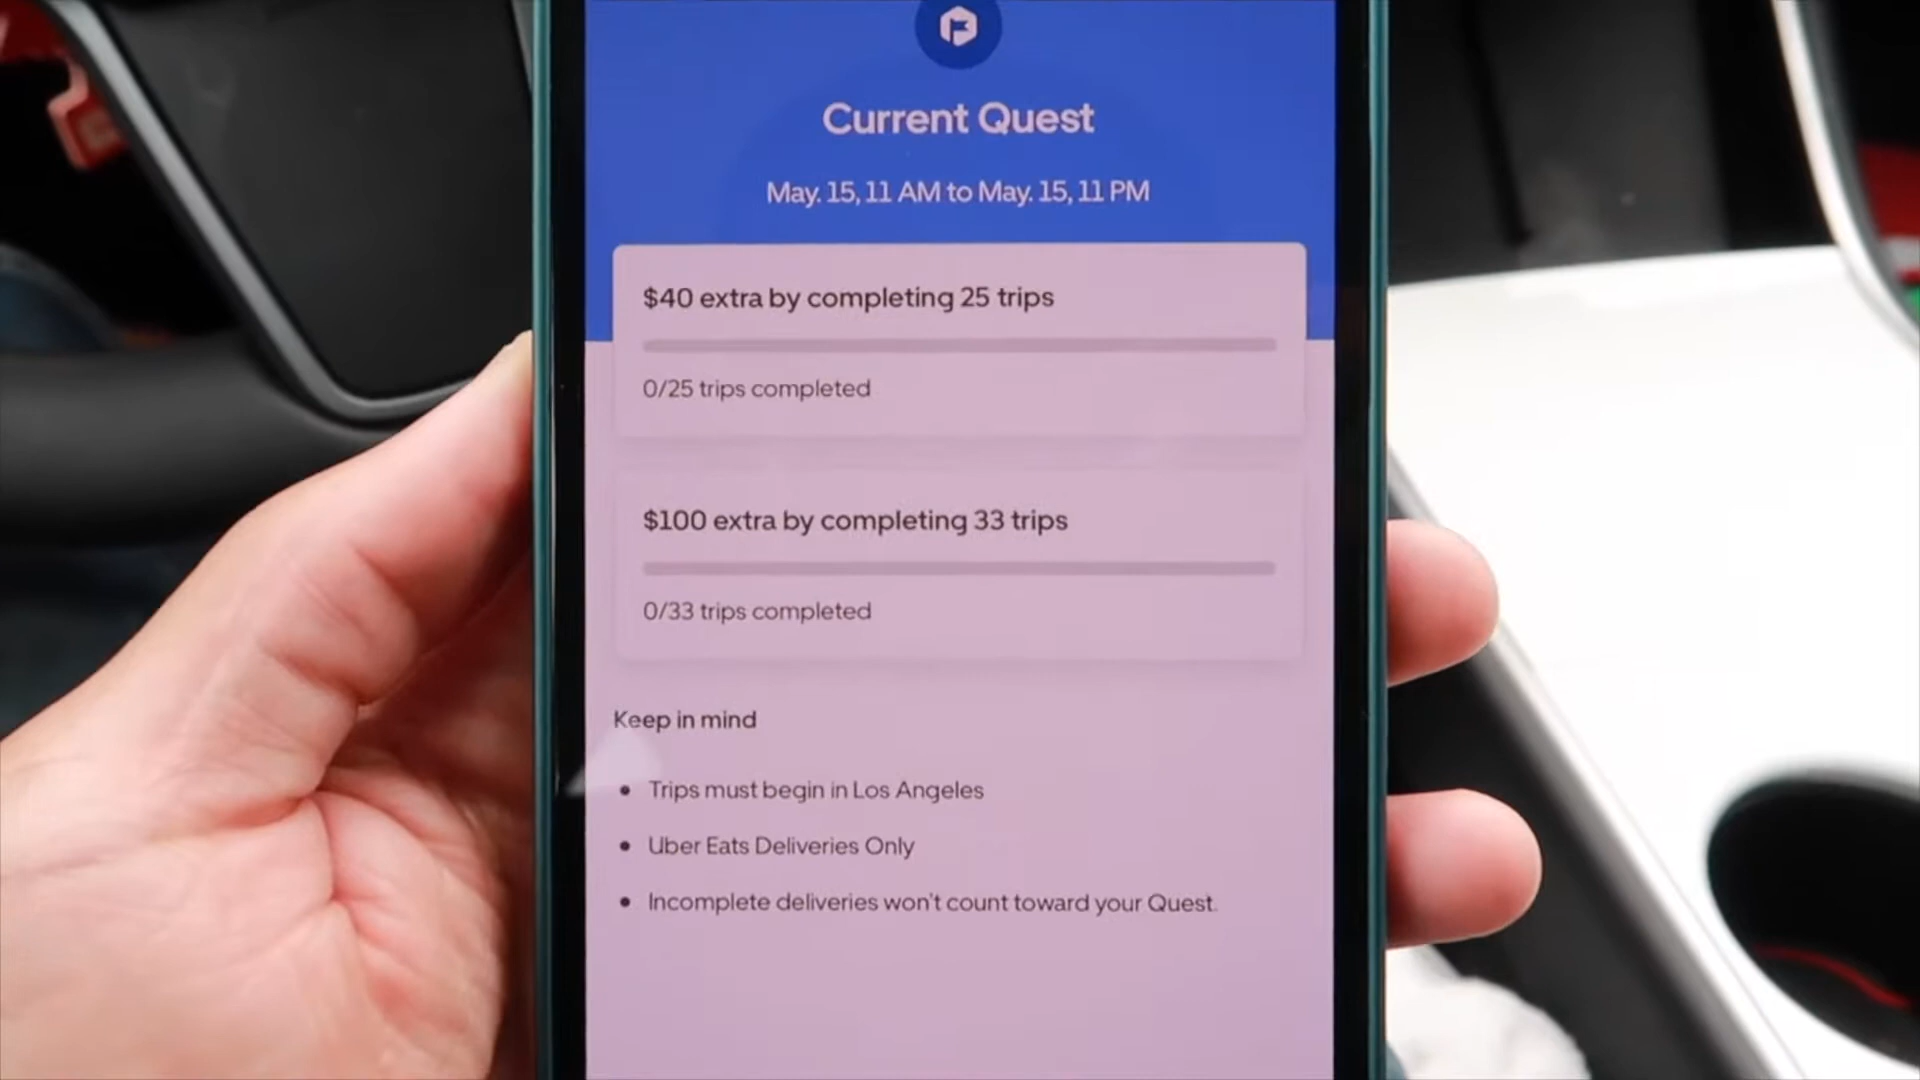 Current Quest
May. 15, 11 AM to May. 15, 11 PM
$40 extra by completing 25 trips
0/25 trips completed
$100 extra by completing 33 trips
0/33 trips completed
Keep in mind
• Trips must begin in Los Angeles
• Uber Eats Deliveries Only
• Incomplete deliveries won't count toward your Quest.